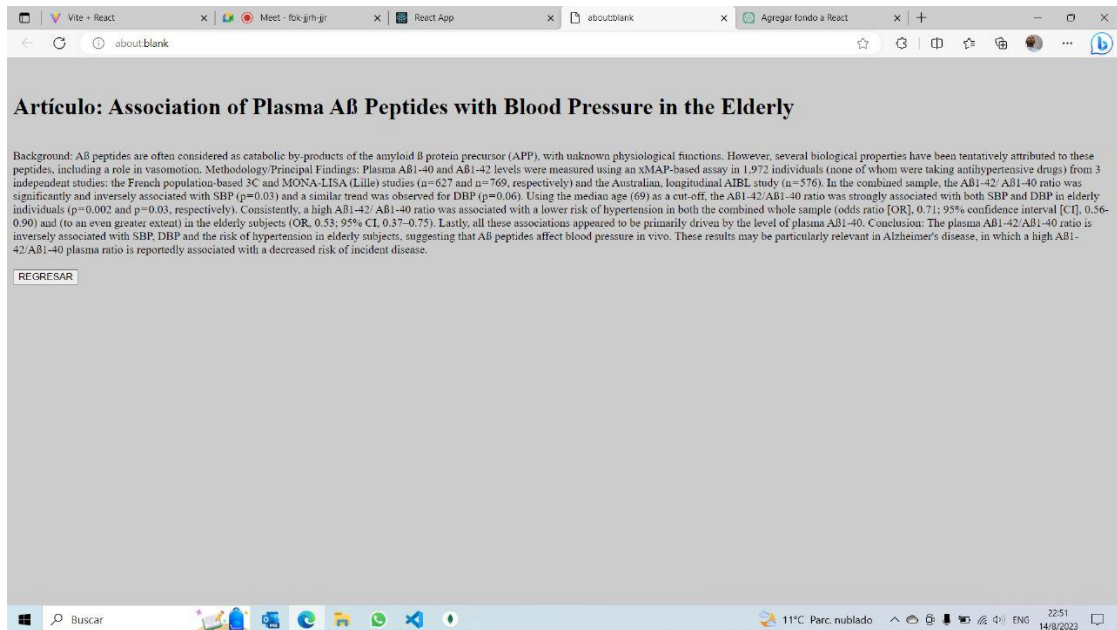 Vite + React
Meet - fbk-jjrh-jjr
React App
about:blank
Agregar fondo a React
about:blank
Artículo: Association of Plasma Aß Peptides with Blood Pressure in the Elderly
Background: Aß peptides are often considered as catabolic by-products of the amyloid ß protein precursor (APP), with unknown physiological functions. However, several biological properties have been tentatively attributed to these
peptides, including a role in vasomotion. Methodology/Principal Findings: Plasma Aß1-40 and Aß1-42 levels were measured using an xMAP-based assay in 1,972 individuals (none of whom were taking antihypertensive drugs) from 3
independent studies: the French population-based 3C and MONA-LISA (Lille) studies (n=627 and n=769, respectively) and the Australian, longitudinal AIBL study (n=576). In the combined sample, the Aß1-42/ Aß1-40 ratio was
significantly and inversely associated with SBP (p=0.03) and a similar trend was observed for DBP (p=0.06). Using the median age (69) as a cut-off, the Aß1-42/Aß1-40 ratio was strongly associated with both SBP and DBP in elderly
individuals (p=0.002 and p=0.03, respectively). Consistently, a high Aß1-42/ Aß1-40 ratio was associated with a lower risk of hypertension in both the combined whole sample (odds ratio [OR], 0.71; 95% confidence interval [CI], 0.56-
0.90) and (to an even greater extent) in the elderly subjects (OR, 0.53; 95% CI, 0.37–0.75). Lastly, all these associations appeared to be primarily driven by the level of plasma Aß1-40. Conclusion: The plasma Aß1-42/Aß1-40 ratio is
inversely associated with SBP, DBP and the risk of hypertension in elderly subjects, suggesting that Aß peptides affect blood pressure in vivo. These results may be particularly relevant in Alzheimer's disease, in which a high Aß1-
42/Aß1-40 plasma ratio is reportedly associated with a decreased risk of incident disease.
REGRESAR
Buscar
11°C Parc. nublado
ENG
22:51
14/8/2023